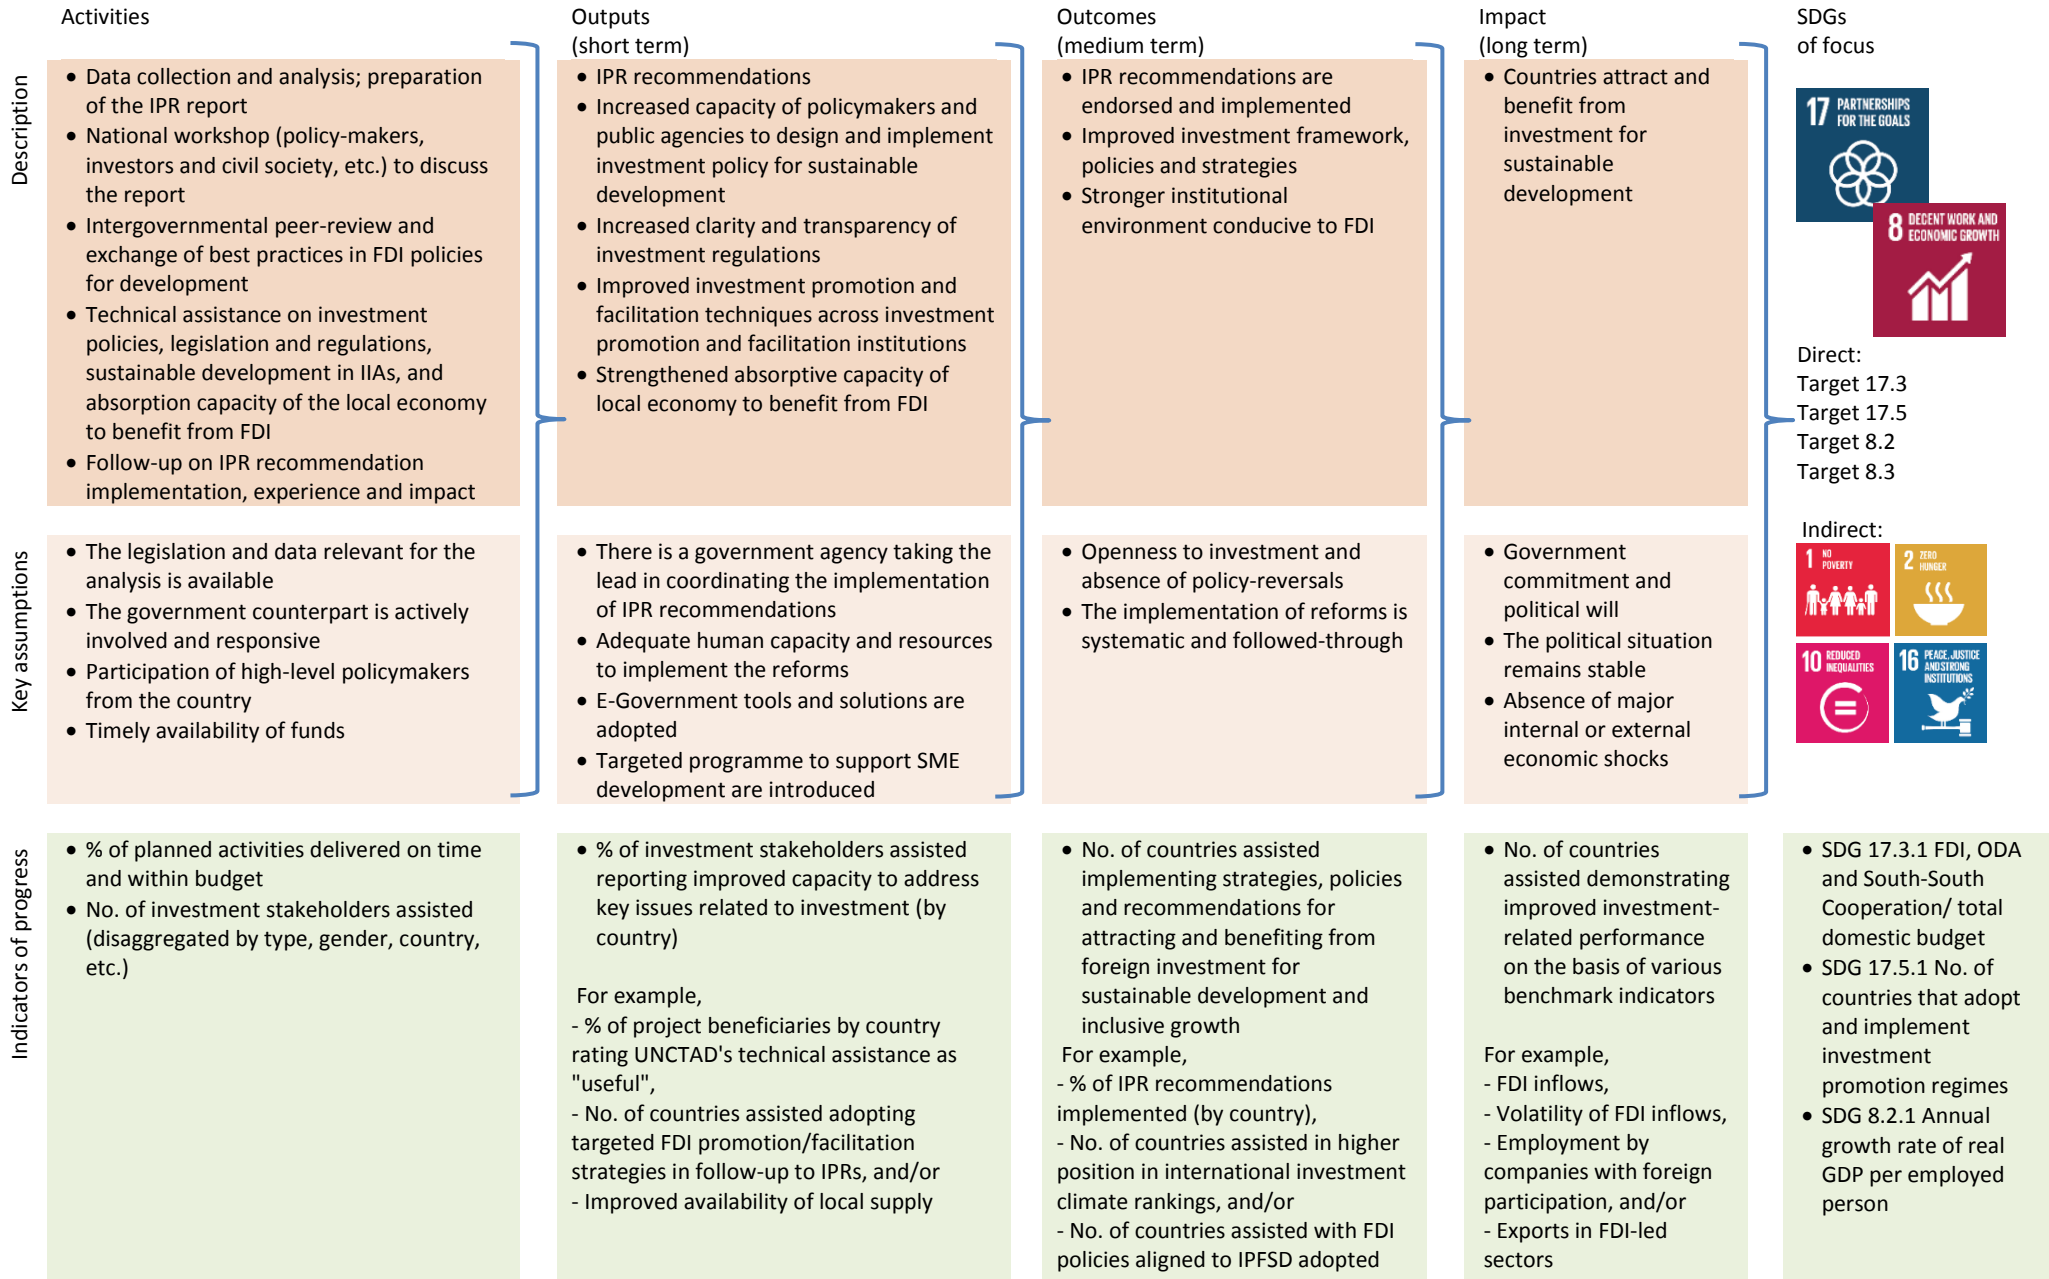 Activities
Outputs
(short term)
Outcomes
(medium term)
Impact
(long term)
SDGs
of focus
Description
• Data collection and analysis; preparation
of the IPR report
• National workshop (policy-makers,
investors and civil society, etc.) to discuss
the report
• Intergovernmental peer-review and
exchange of best practices in FDI policies
for development
• Technical assistance on investment
policies, legislation and regulations,
sustainable development in IIAs, and
absorption capacity of the local economy
to benefit from FDI
• Follow-up on IPR recommendation
implementation, experience and impact
• IPR recommendations
• Increased capacity of policymakers and
public agencies to design and implement
investment policy for sustainable
development
• Increased clarity and transparency of
investment regulations
• Improved investment promotion and
facilitation techniques across investment
promotion and facilitation institutions
• Strengthened absorptive capacity of
local economy to benefit from FDI
• IPR recommendations are
endorsed and implemented
• Improved investment framework,
policies and strategies
• Stronger institutional
environment conducive to FDI
• Countries attract and
benefit from
investment for
sustainable
development
17 PARTNERSHIPS
FOR THE GOALS
8 DECENT WORK AND
ECONOMIC GROWTH
Direct:
Target 17.3
Target 17.5
Target 8.2
Target 8.3
Key assumptions
• The legislation and data relevant for the
analysis is available
• The government counterpart is actively
involved and responsive
• Participation of high-level policymakers
from the country
• Timely availability of funds
• There is a government agency taking the
lead in coordinating the implementation
of IPR recommendations
• Adequate human capacity and resources
to implement the reforms
• E-Government tools and solutions are
adopted
• Targeted programme to support SME
development are introduced
• Openness to investment and
absence of policy-reversals
• The implementation of reforms is
systematic and followed-through
• Government
commitment and
political will
• The political situation
remains stable
• Absence of major
internal or external
economic shocks
Indirect:
1 NO
POVERTY
2 ZERO
HUNGER
10 REDUCED
INEQUALITIES
16 PEACE, JUSTICE
AND STRONG
INSTITUTIONS
Indicators of progress
• % of planned activities delivered on time
and within budget
• No. of investment stakeholders assisted
(disaggregated by type, gender, country,
etc.)
• % of investment stakeholders assisted
reporting improved capacity to address
key issues related to investment (by
country)
For example,
- % of project beneficiaries by country
rating UNCTAD's technical assistance as
"useful",
- No. of countries assisted adopting
targeted FDI promotion/facilitation
strategies in follow-up to IPRs, and/or
- Improved availability of local supply
• No. of countries assisted
implementing strategies, policies
and recommendations for
attracting and benefiting from
foreign investment for
sustainable development and
inclusive growth
For example,
- % of IPR recommendations
implemented (by country),
- No. of countries assisted in higher
position in international investment
climate rankings, and/or
- No. of countries assisted with FDI
policies aligned to IPFSD adopted
• No. of countries
assisted demonstrating
improved investment-
related performance
on the basis of various
benchmark indicators
For example,
- FDI inflows,
- Volatility of FDI inflows,
- Employment by
companies with foreign
participation, and/or
- Exports in FDI-led
sectors
• SDG 17.3.1 FDI, ODA
and South-South
Cooperation/ total
domestic budget
• SDG 17.5.1 No. of
countries that adopt
and implement
investment
promotion regimes
• SDG 8.2.1 Annual
growth rate of real
GDP per employed
person